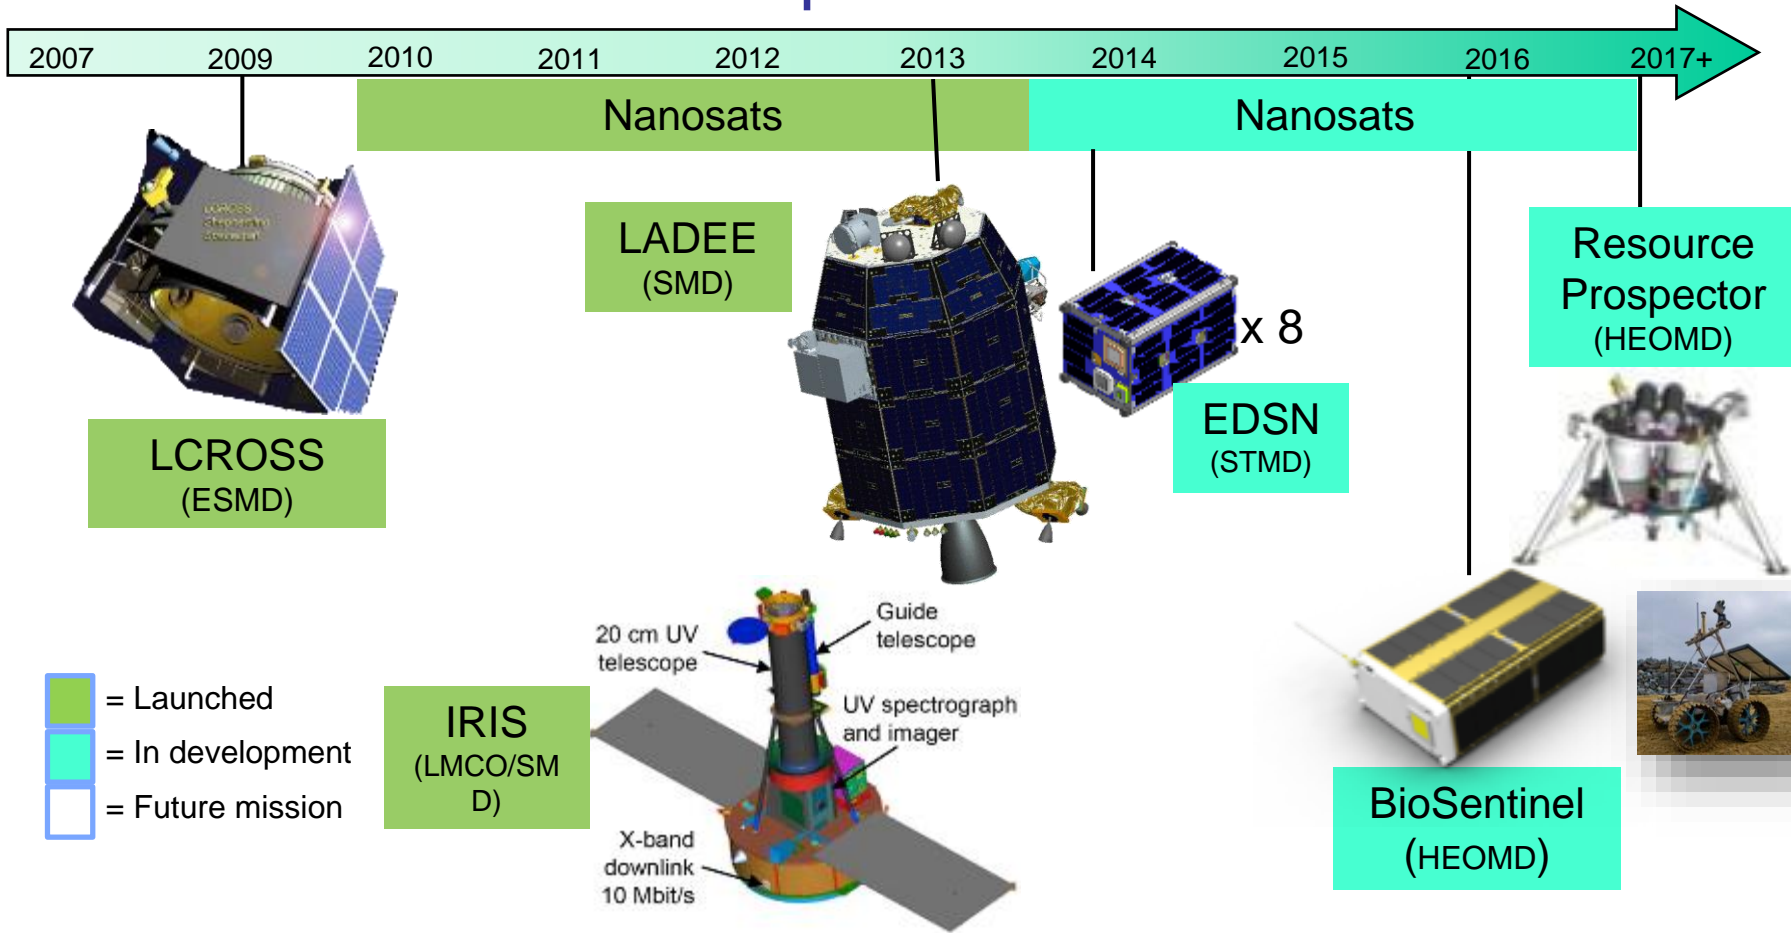 2007 2009 2010 2011 2012 2013 2014 2015 2016 2017+
Nanosats Nanosats
LCROSS
(ESMD)
LADEE
(SMD)
x 8
EDSN
(STMD)
Resource
Prospector
(HEOMD)
= Launched
= In development
= Future mission
IRIS
(LMCO/SM
D)
20 cm UV
telescope
Guide
telescope
UV spectrograph
and imager
X-band
downlink
10 Mbit/s
BioSentinel
(HEOMD)